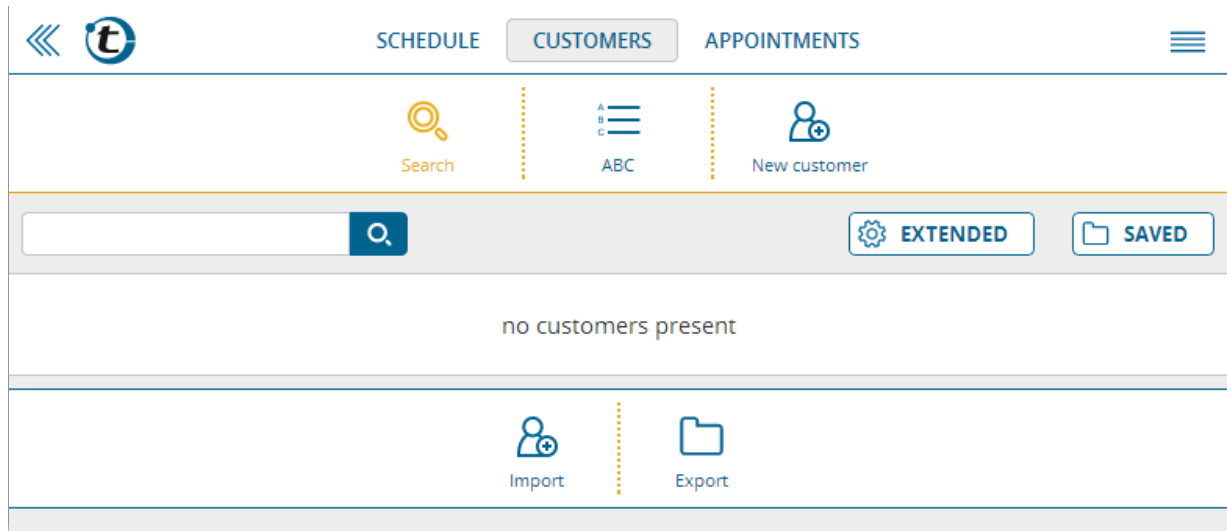 t
SCHEDULE CUSTOMERS APPOINTMENTS
A
B
C
Search ABC New customer
EXTENDED SAVED
no customers present
Import Export